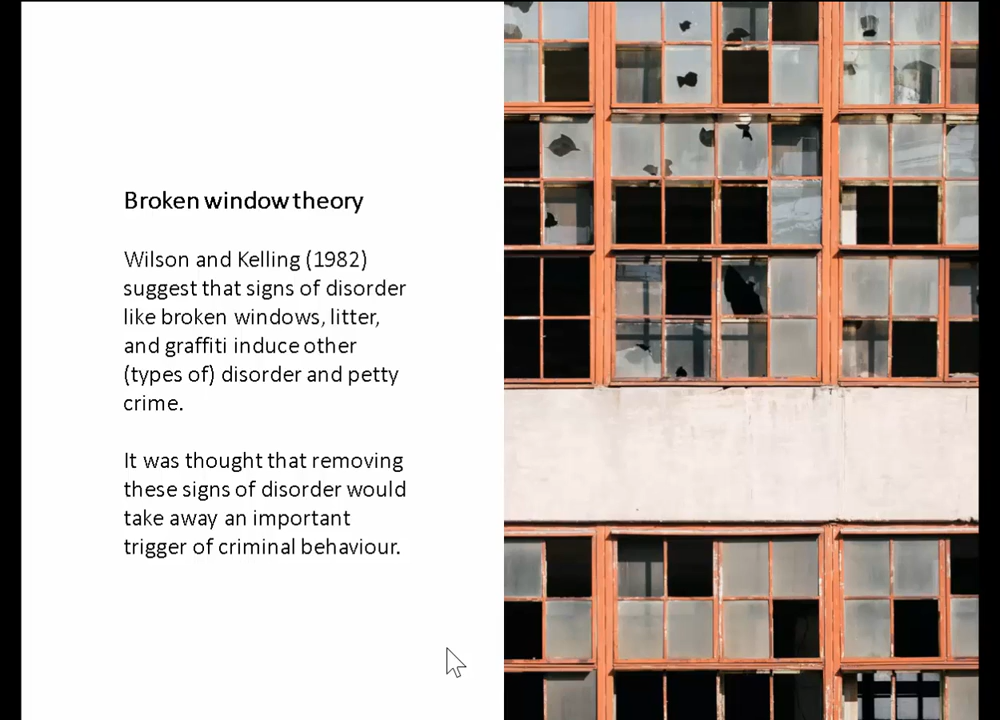 Broken window theory
Wilson and Kelling (1982)
suggest that signs of disorder
like broken windows, litter,
and graffiti induce other
(types of) disorder and petty
crime.
It was thought that removing
these signs of disorder would
take away an important
trigger of criminal behaviour.